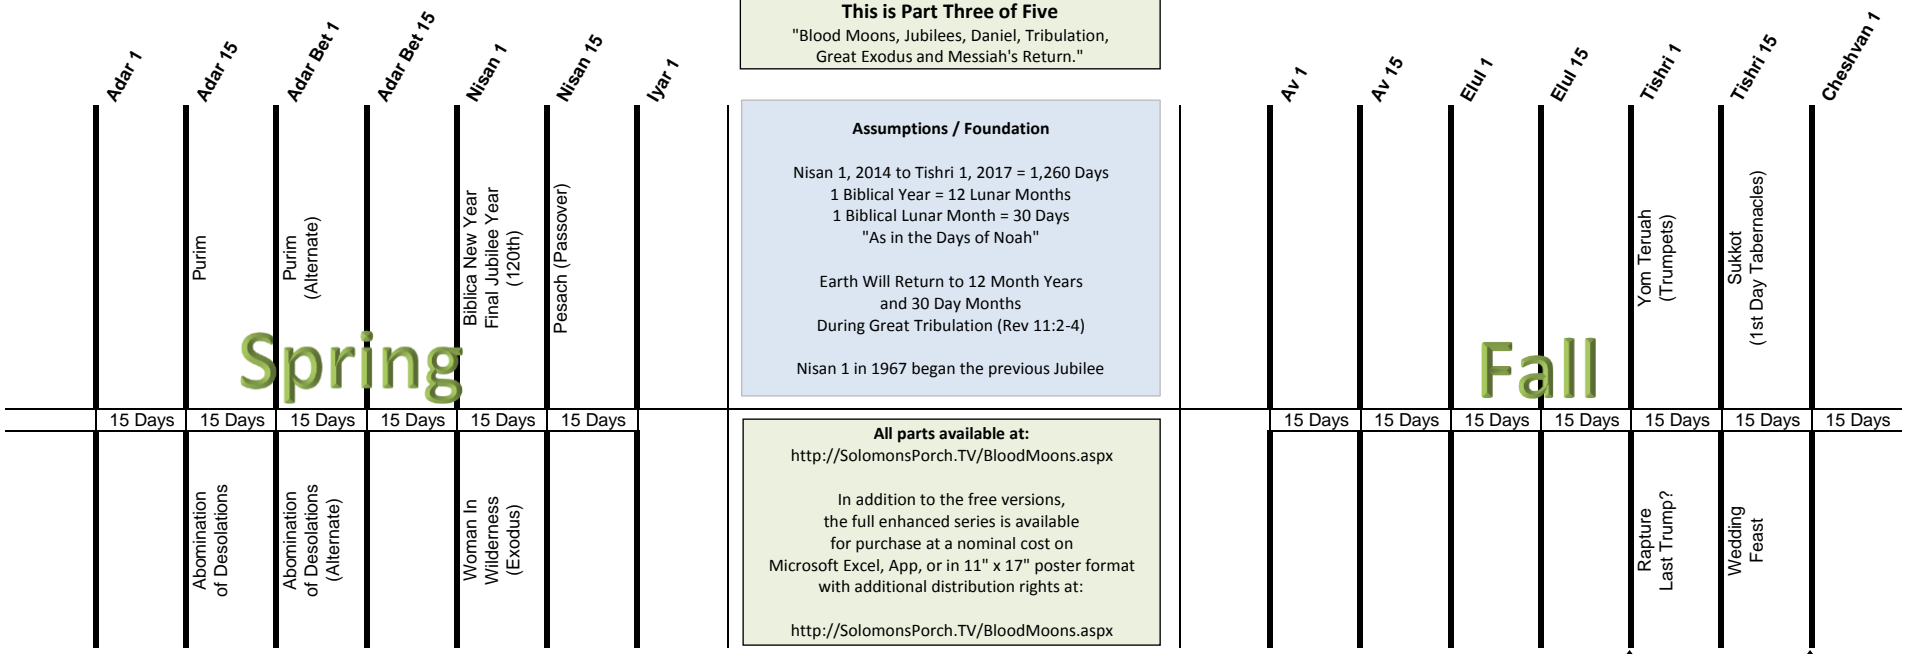 This is Part Three of Five
"Blood Moons, Jubilees, Daniel, Tribulation,
Great Exodus and Messiah's Return."
Adar 1
Adar 15
Adar Bet 1
Adar Bet 15
Nisan 1
Nisan 15
Iyar 1
Av 1
Av 15
Elul 1
Elul 15
Tishri 1
Tishri 15
Cheshvan 1
Purim
Purim
(Alternate)
Biblica New Year
Final Jubilee Year
(120th)
Pesach (Passover)
Spring
Assumptions / Foundation
Nisan 1, 2014 to Tishri 1, 2017 = 1,260 Days
1 Biblical Year = 12 Lunar Months
1 Biblical Lunar Month = 30 Days
"As in the Days of Noah"
Earth Will Return to 12 Month Years
and 30 Day Months
During Great Tribulation (Rev 11:2-4)
Nisan 1 in 1967 began the previous Jubilee
Yom Teruah
(Trumpets)
Sukkot
(1st Day Tabernacles)
Fall
15 Days
15 Days
15 Days
15 Days
15 Days
15 Days
15 Days
15 Days
15 Days
15 Days
15 Days
15 Days
15 Days
Abomination
of Desolations
Abomination
of Desolations
(Alternate)
Woman In
Wilderness
(Exodus)
All parts available at:
http://SolomonsPorch.TV/BloodMoons.aspx
In addition to the free versions,
the full enhanced series is available
for purchase at a nominal cost on
Microsoft Excel, App, or in 11" x 17" poster format
with additional distribution rights at:
http://SolomonsPorch.TV/BloodMoons.aspx
Rapture
Last Trump?
Wedding
Feast